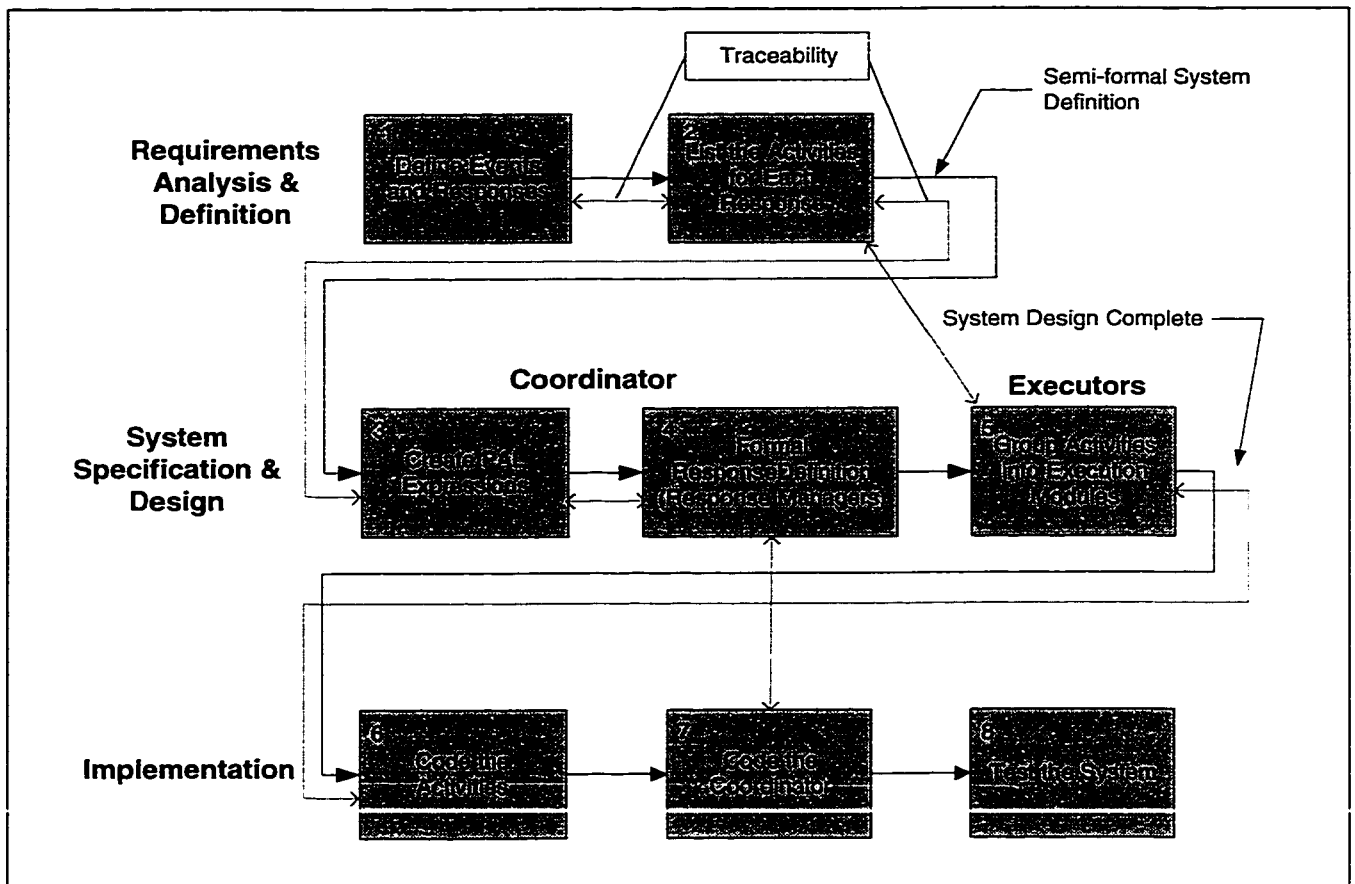 Traceability
Semi-formal System
Definition
Requirements
Analysis &
Definition
1
Define Events
and Responses
2
List the Activities
for Each
Response
System Design Complete
Coordinator
Executors
System
Specification &
Design
3
Create PAL
Expressions
4
Formal
Response Definition
(Response Managers
5
Group Activities
Into Execution
Modules
Implementation
6
Code the
Activities
7
Code the
Coordinator
8
Test the System